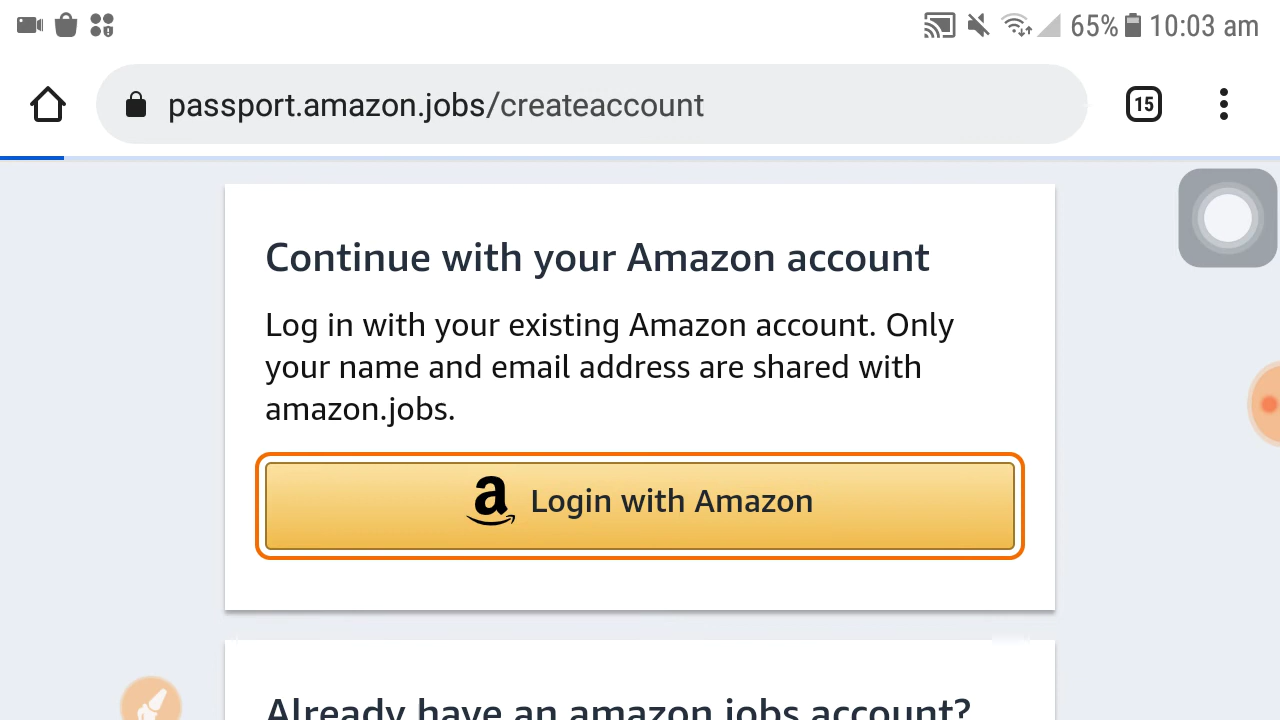 65% 10:03 am
passport.amazon.jobs/createaccount 15
Continue with your Amazon account
Log in with your existing Amazon account. Only
your name and email address are shared with
amazon.jobs.
a Login with Amazon
Already have an amazon jobs account?